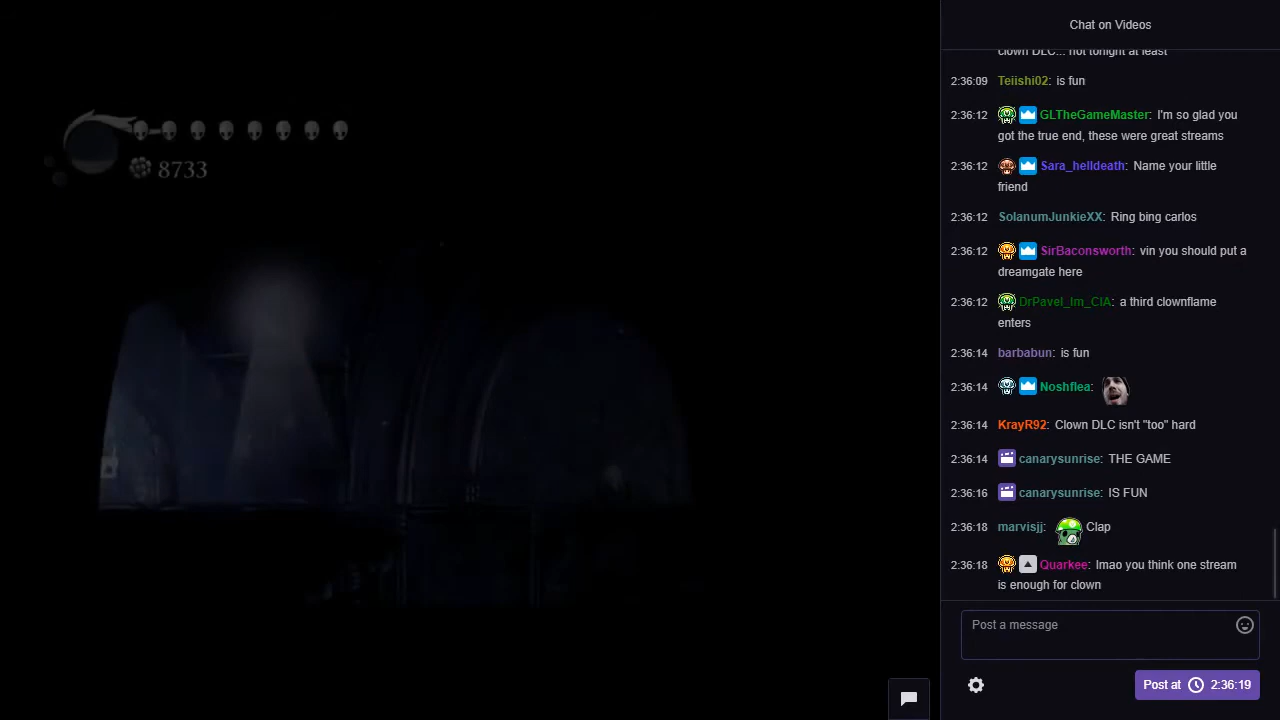 Chat on Videos
clown DLC... not tonight at least
2:36:09 Teiishi02: is fun
2:36:12 GLTheGameMaster: I'm so glad you
got the true end, these were great streams
2:36:12 Sara_helldeath: Name your little
friend
2:36:12 SolanumJunkieXX: Ring bing carlos
2:36:12 SirBaconsworth: vin you should put a
dreamgate here
2:36:12 DrPavel_Im_CIA: a third clownflame
enters
2:36:14 barbabun: is fun
2:36:14 Noshflea:
2:36:14 KrayR92: Clown DLC isn't "too" hard
2:36:14 canarysunrise: THE GAME
2:36:16 canarysunrise: IS FUN
2:36:18 marvisjj: Clap
2:36:18 Quarkee: lmao you think one stream
is enough for clown
Post a message
Post at 2:36:19
8733